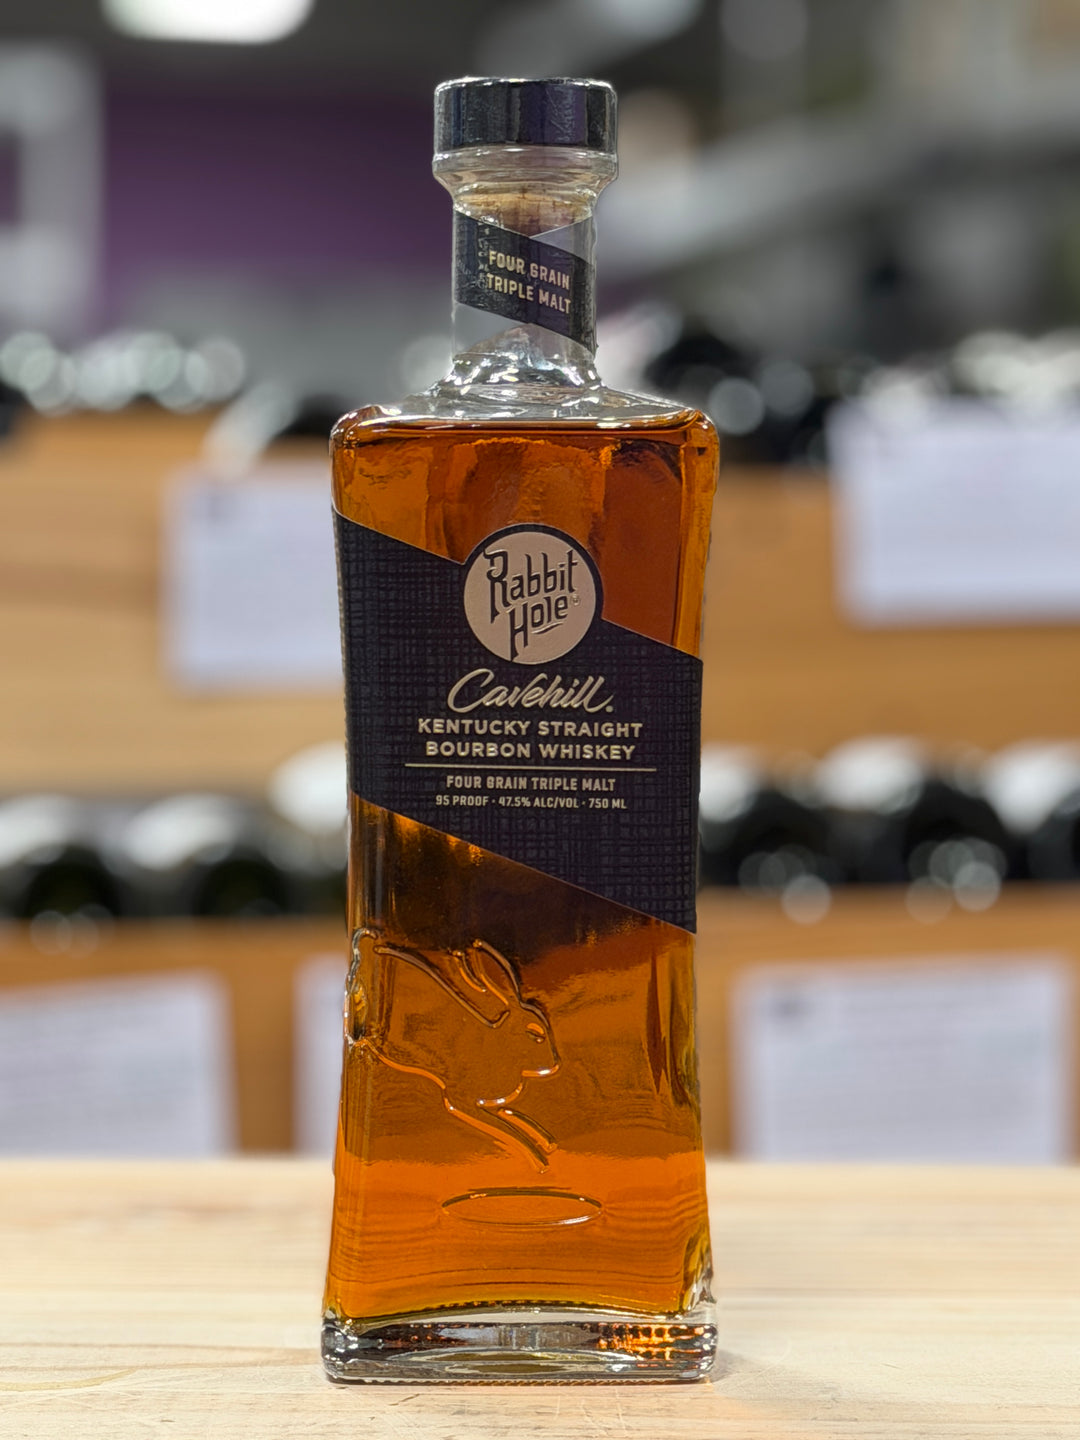 FOUR GRAIN
TRIPLE MALT
Rabbit
Hole
Cavehill
KENTUCKY STRAIGHT
BOURBON WHISKEY
FOUR GRAIN TRIPLE MALT
95 PROOF · 47.5% ALC/VOL · 750 ML